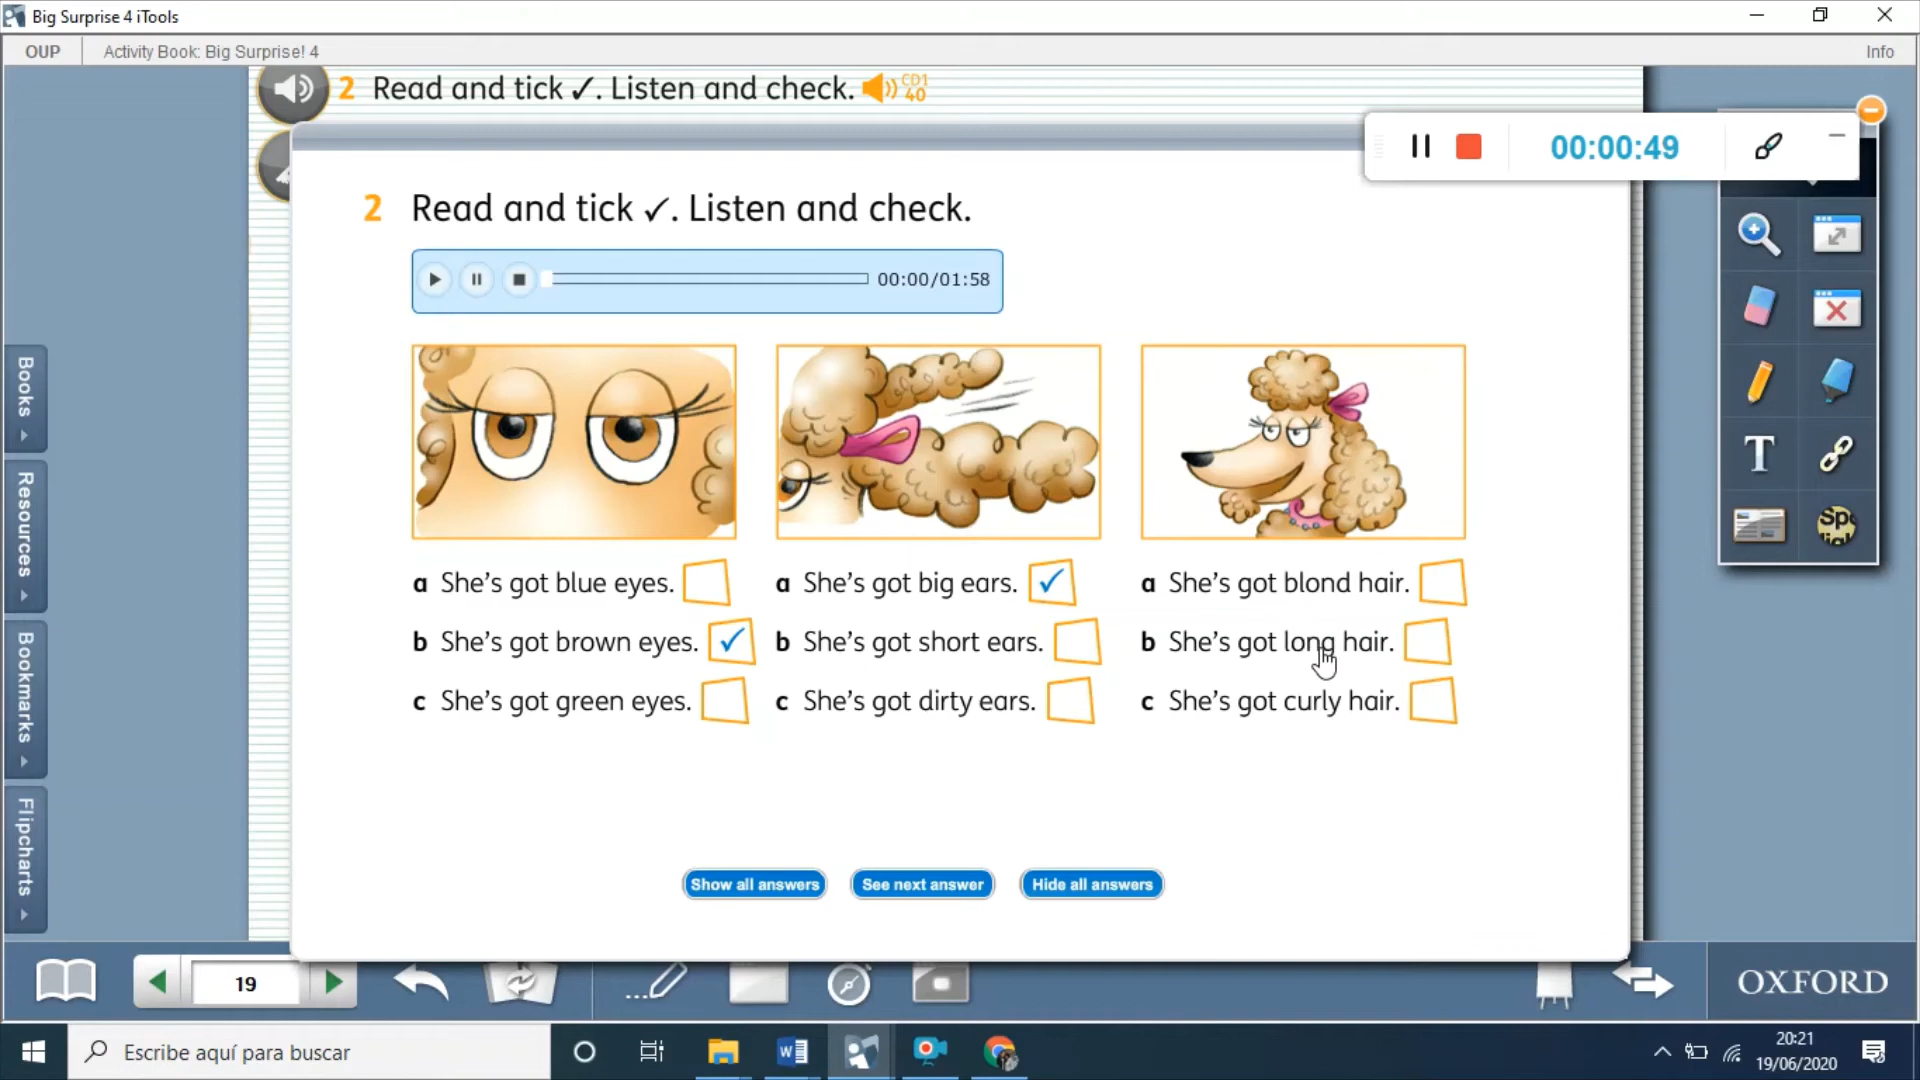 Big Surprise 4 iTools
OUP
Activity Book: Big Surprise! 4
Info
2 Read and tick ✓. Listen and check. CD1 40
00:00:49
2 Read and tick ✓. Listen and check.
00:00/01:58
a She's got blue eyes.
b She's got brown eyes. ✓
c She's got green eyes.
a She's got big ears. ✓
b She's got short ears.
c She's got dirty ears.
a She's got blond hair.
b She's got long hair.
c She's got curly hair.
Show all answers
See next answer
Hide all answers
Books
Resources
Bookmarks
Flipcharts
T
19
OXFORD
Escribe aquí para buscar
20:21
19/06/2020